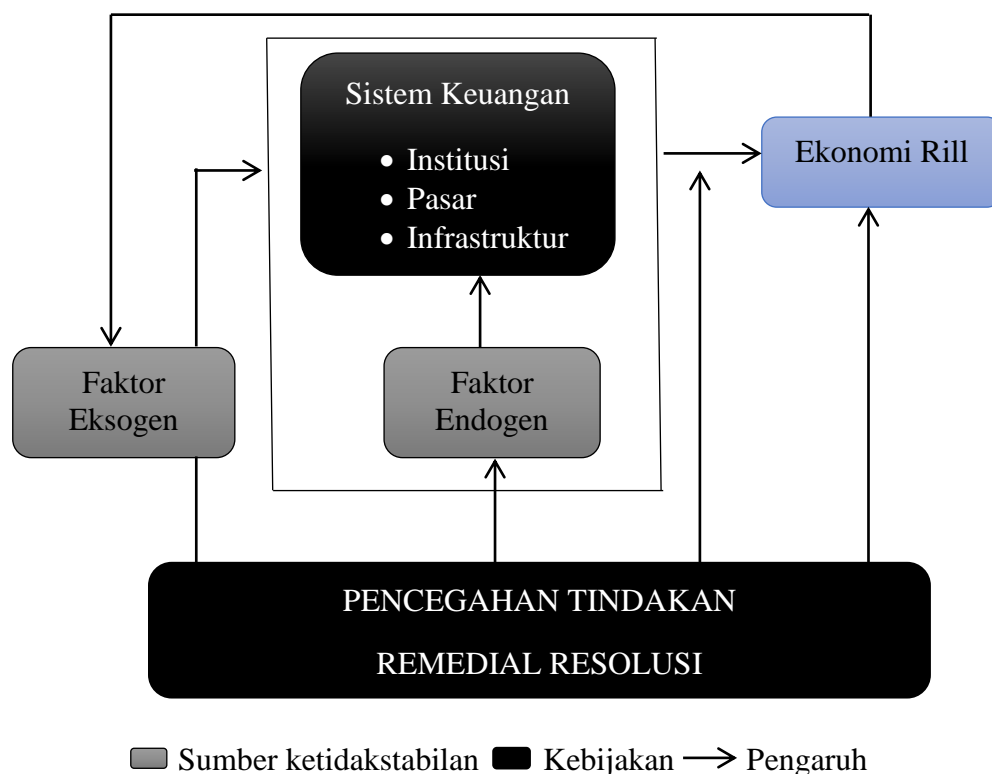 Sistem Keuangan
• Institusi
• Pasar
• Infrastruktur
Ekonomi Rill
Faktor
Eksogen
Faktor
Endogen
PENCEGAHAN TINDAKAN
REMEDIAL RESOLUSI
Sumber ketidakstabilan Kebijakan Pengaruh